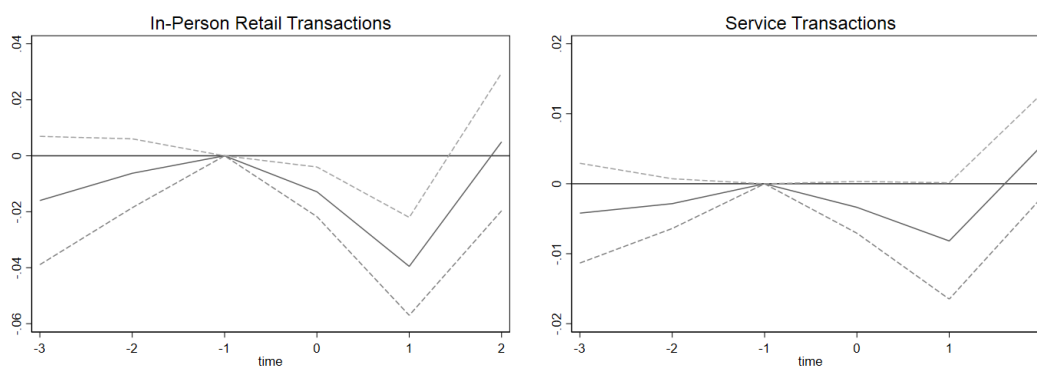 In-Person Retail Transactions
.04
.02
0
-.02
-.04
-.06
-3 -2 -1 0 1 2
time
Service Transactions
.02
.01
0
-.01
-.02
-3 -2 -1 0 1
time